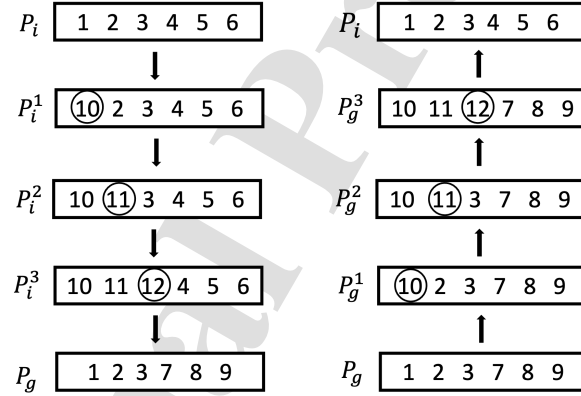 P_i 1 2 3 4 5 6
P_i^1 10 2 3 4 5 6
P_i^2 10 11 3 4 5 6
P_i^3 10 11 12 4 5 6
P_g 1 2 3 7 8 9
P_i 1 2 3 4 5 6
P_g^3 10 11 12 7 8 9
P_g^2 10 11 3 7 8 9
P_g^1 10 2 3 7 8 9
P_g 1 2 3 7 8 9